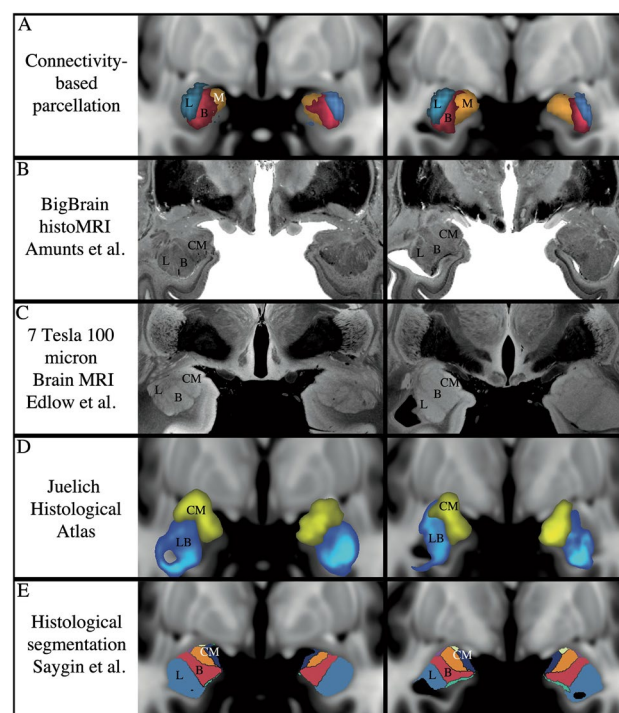 A
Connectivity-
based
parcellation
L
B
M
L
B
M
B
BigBrain
histoMRI
Amunts et al.
L
B
CM
L
B
CM
C
7 Tesla 100
micron
Brain MRI
Edlow et al.
L
B
CM
L
B
CM
D
Juelich
Histological
Atlas
CM
LB
CM
LB
E
Histological
segmentation
Saygin et al.
L
B
CM
L
B
CM